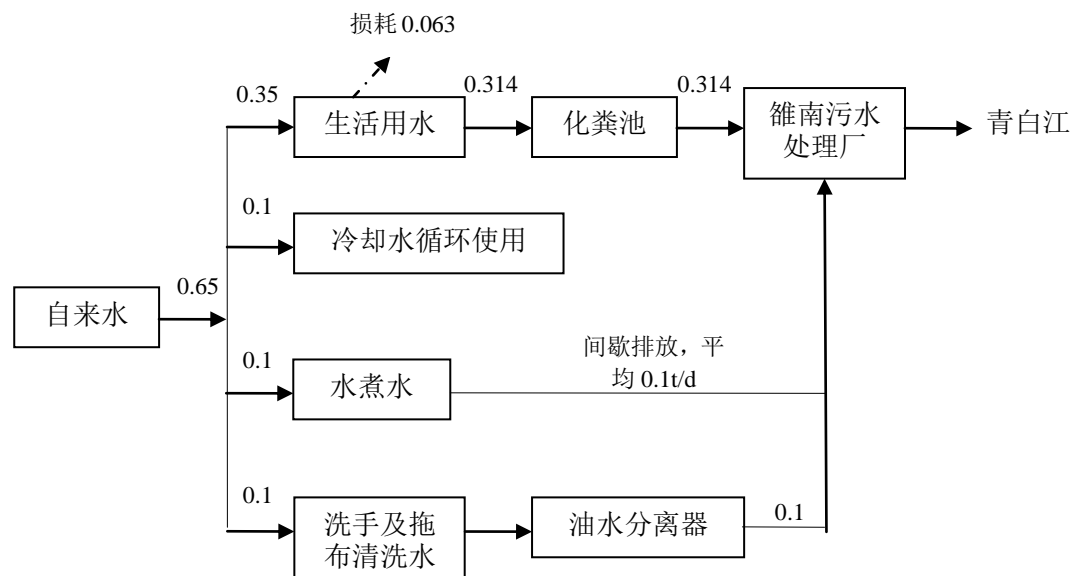 损耗 0.063
0.35
生活用水
0.314
化粪池
0.314
雒南污水
处理厂
青白江
0.1
冷却水循环使用
自来水
0.65
0.1
水煮水
间歇排放，平
均 0.1t/d
0.1
洗手及拖
布清洗水
油水分离器
0.1